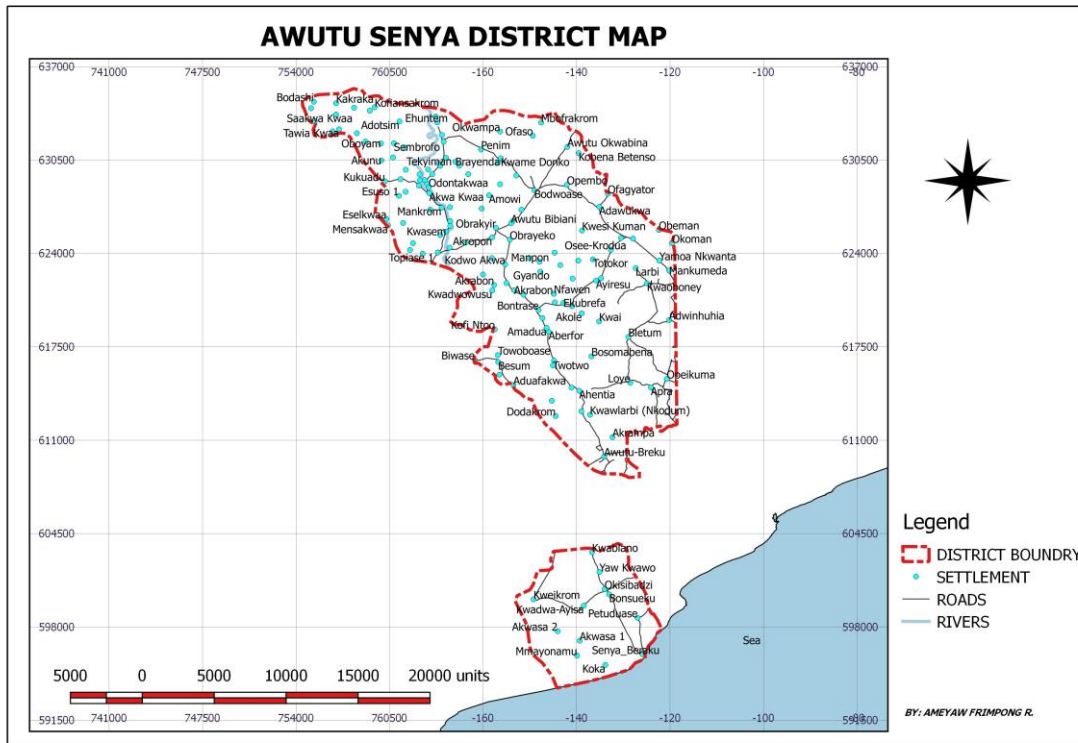 AWUTU SENYA DISTRICT MAP
637000 741000 747500 754000 760500 -160 -140 -120 -100 -80 637000
Bodashi
Kakraka
Kofiansakrom
Saakwa Kwaa
Ehuntem
Mbofrakrom
Tawia Kwaa
Adotsim
Okwampa
Ofaso
Oboyam
Sembrofo
Penim
Awutu Okwabina
630500 630500
Akunu
Tekyiman
Brayenda
Kwame Donko
Kobena Betenso
Kukuadu
Odontakwaa
Opembo
Esuso 1
Akwa Kwaa
Amowi
Bodwoase
Ofagyator
Eselkwaa
Mankrom
Adawukwa
Mensakwaa
Obrakyir
Awutu Bibiani
Kwesi Kuman
Obeman
Kwasem
Akropon
Obrayeko
Osee-Krodua
Okoman
624000 624000
Topiase 1
Kodwo Akwa
Manpon
Totokor
Yamoa Nkwanta
Larbi
Mankumeda
Akrabon
Gyando
Ayiresu
Kwaohoney
Kwadwowusu
Akrabon
Nfawen
Bontrase
Ekubrefa
Kofi Ntoo
Akole
Kwai
Adwinhuhia
Amadua
Aberfor
Bletum
617500 617500
Biwase
Towoboase
Bosomabena
Besum
Twotwo
Aduafakwa
Loye
Opeikuma
Ahentia
Apra
Dodakrom
Kwawlarbi (Nkodum)
611000 611000
Akrampa
Awutu-Breku
604500 604500
Kwabiano
Yaw Kwawo
Okisibadzi
Kweikrom
Bonsueku
Kwadwa-Ayisa
Petuduase
598000 598000
Akwasa 2
Akwasa 1
Sea
Mmayonamu
Senya_Beraku
Koka
5000 0 5000 10000 15000 20000 units
591500 741000 747500 754000 760500 -160 -140 -120 -100 -80 591500
Legend
DISTRICT BOUNDRY
SETTLEMENT
ROADS
RIVERS
BY: AMEYAW FRIMPONG R.